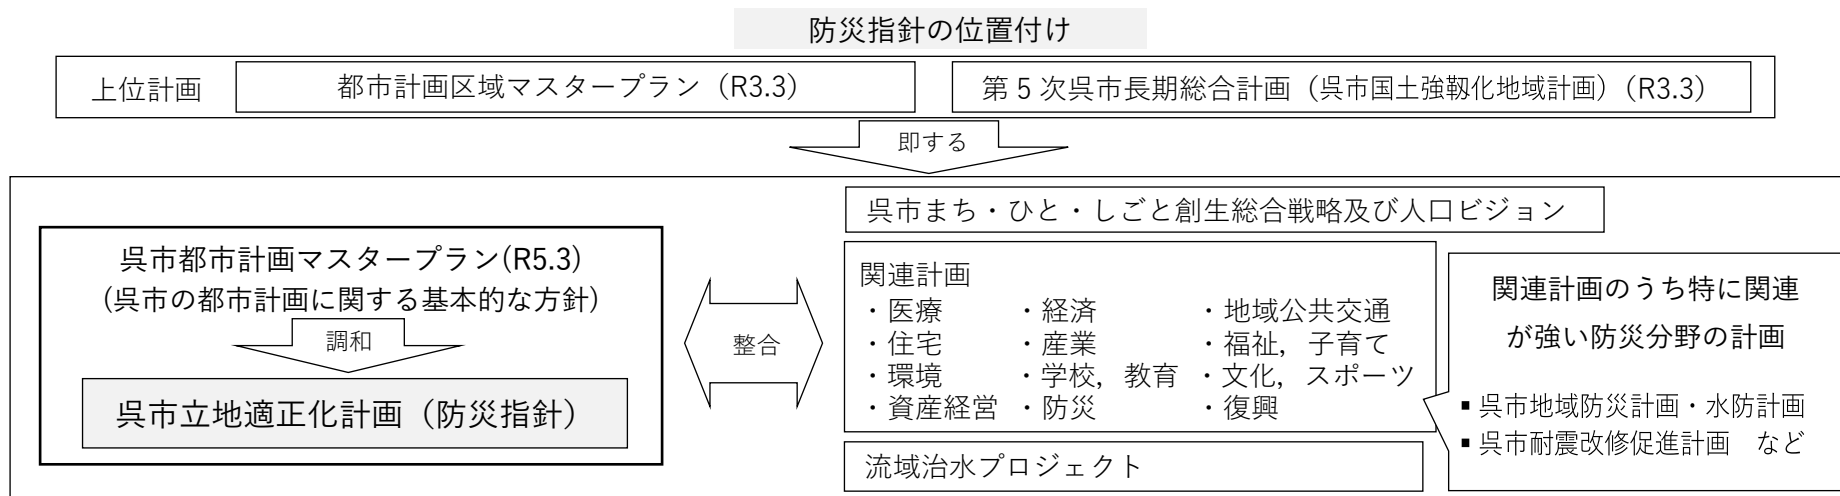 防災指針の位置付け
上位計画
都市計画区域マスタープラン（R3.3）
第５次呉市長期総合計画（呉市国土強靱化地域計画）（R3.3）
即する
呉市まち・ひと・しごと創生総合戦略及び人口ビジョン
呉市都市計画マスタープラン(R5.3)
(呉市の都市計画に関する基本的な方針)
調和
呉市立地適正化計画（防災指針）
整合
関連計画
・医療 ・経済 ・地域公共交通
・住宅 ・産業 ・福祉，子育て
・環境 ・学校，教育 ・文化，スポーツ
・資産経営 ・防災 ・復興
流域治水プロジェクト
関連計画のうち特に関連
が強い防災分野の計画
▪ 呉市地域防災計画・水防計画
▪ 呉市耐震改修促進計画　など